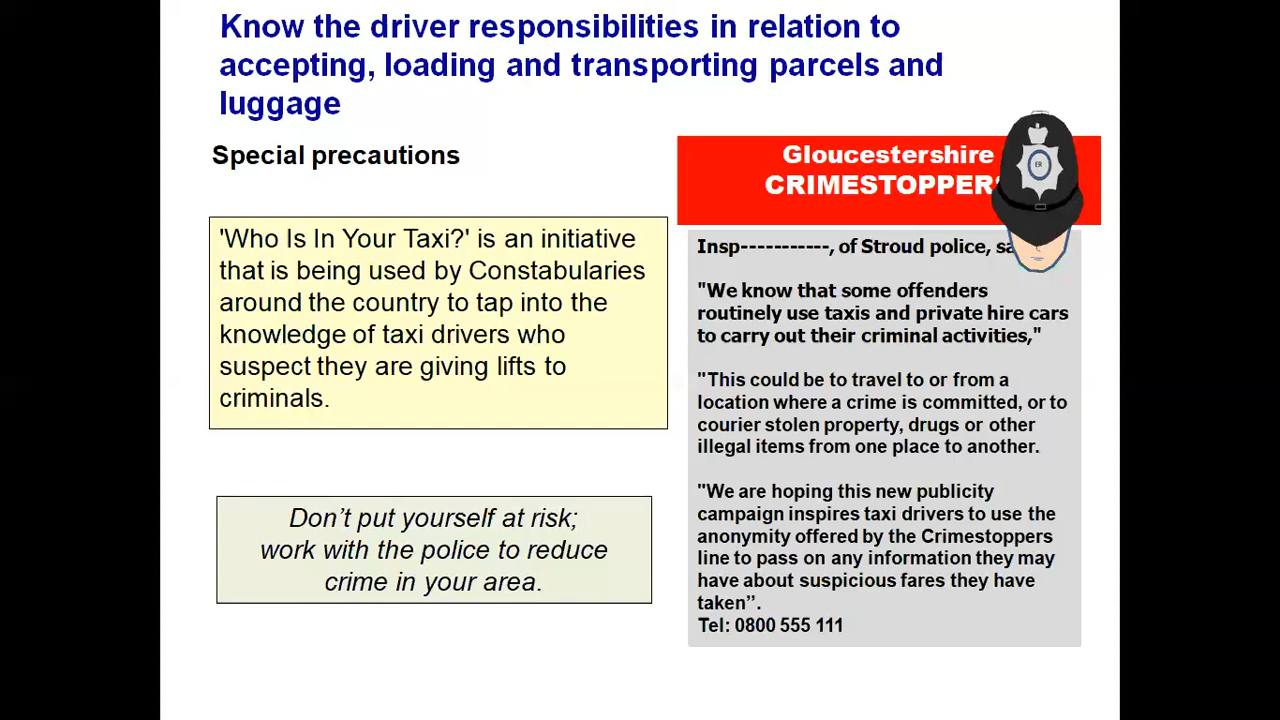 Know the driver responsibilities in relation to
accepting, loading and transporting parcels and
luggage
Special precautions
'Who Is In Your Taxi?' is an initiative
that is being used by Constabularies
around the country to tap into the
knowledge of taxi drivers who
suspect they are giving lifts to
criminals.
Don’t put yourself at risk;
work with the police to reduce
crime in your area.
Gloucestershire
CRIMESTOPPERS
ER
Insp-----------, of Stroud police,
"We know that some offenders
routinely use taxis and private hire cars
to carry out their criminal activities,"
"This could be to travel to or from a
location where a crime is committed, or to
courier stolen property, drugs or other
illegal items from one place to another.
"We are hoping this new publicity
campaign inspires taxi drivers to use the
anonymity offered by the Crimestoppers
line to pass on any information they may
have about suspicious fares they have
taken”.
Tel: 0800 555 111